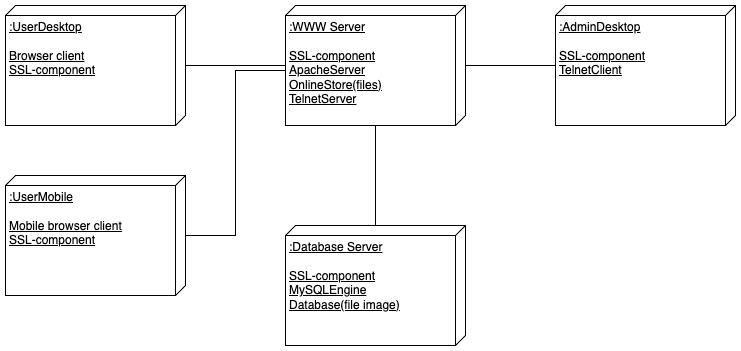 :UserDesktop
Browser client
SSL-component
:WWW Server
SSL-component
ApacheServer
OnlineStore(files)
TelnetServer
:AdminDesktop
SSL-component
TelnetClient
:UserMobile
Mobile browser client
SSL-component
:Database Server
SSL-component
MySQLEngine
Database(file image)